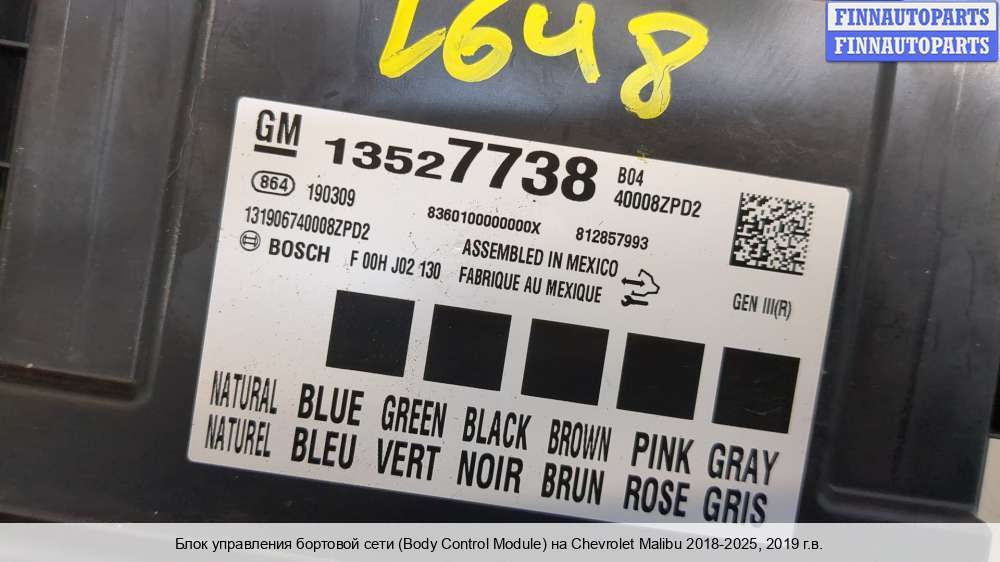 FINNAUTOPARTS
FINNAUTOPARTS
L648
GM 13527738 B04
40008ZPD2
864 190309
131906740008ZPD2
8360100000000X 812857993
BOSCH F 00H J02 130
ASSEMBLED IN MEXICO
FABRIQUE AU MEXIQUE
GEN III(R)
NATURAL BLUE GREEN BLACK BROWN PINK GRAY
NATUREL BLEU VERT NOIR BRUN ROSE GRIS
Блок управления бортовой сети (Body Control Module) на Chevrolet Malibu 2018-2025, 2019 г.в.